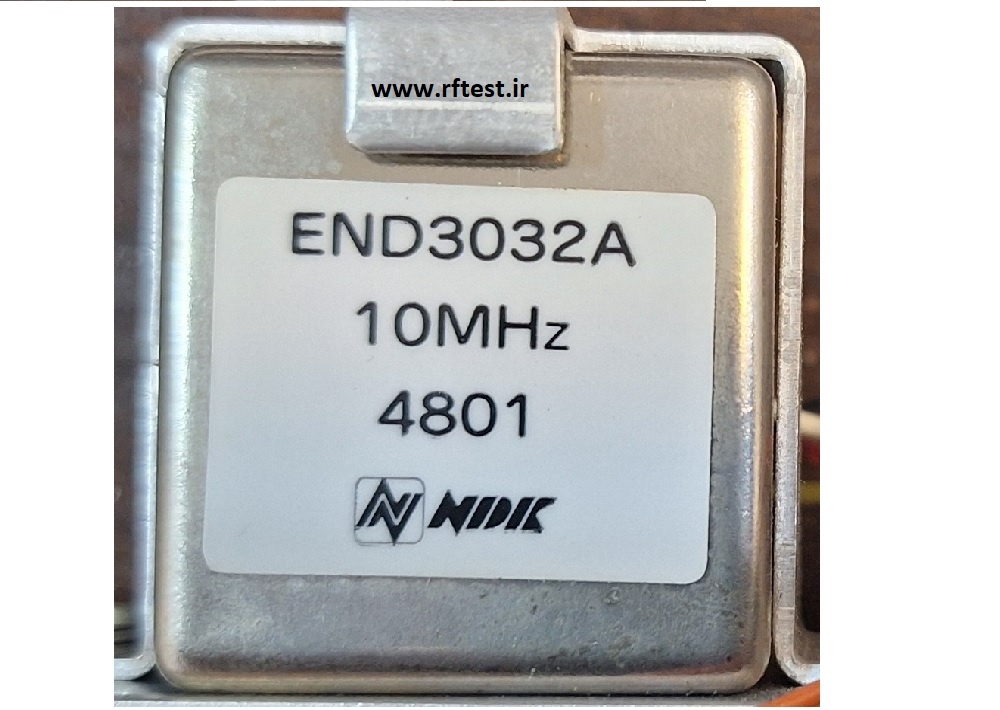 www.rftest.ir
END3032A
10MHz
4801
NDK